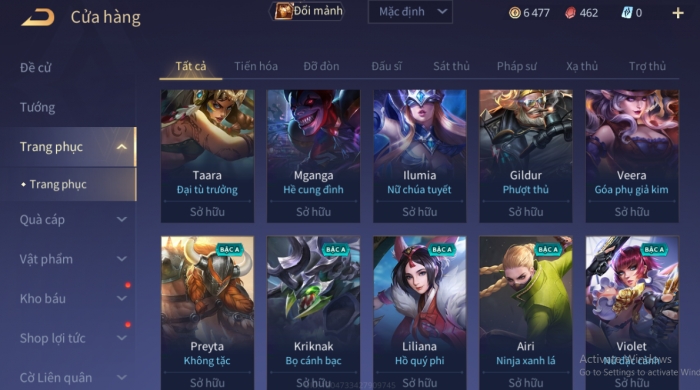 Cửa hàng
Đổi mảnh
Mặc định
6 477
462
0
Đề cử
Tướng
Trang phục
Trang phục
Quà cáp
Vật phẩm
Kho báu
Shop lợi tức
Cờ Liên quân
Tất cả Tiến hóa Đỡ đòn Đấu sĩ Sát thủ Pháp sư Xạ thủ Trợ thủ
Taara
Đại tù trưởng
Sở hữu
Mganga
Hề cung đình
Sở hữu
Ilumia
Nữ chúa tuyết
Sở hữu
Gildur
Phượt thủ
Sở hữu
Veera
Góa phụ giả kim
Sở hữu
BẬC A
Preyta
Không tặc
Sở hữu
BẬC A
Kriknak
Bọ cánh bạc
Sở hữu
BẬC A
Liliana
Hồ quý phi
Sở hữu
BẬC A
Airi
Ninja xanh lá
Sở hữu
BẬC A
Violet
Nữ đặc cảnh
Sở hữu
Activate Windows
Go to Settings to activate Win